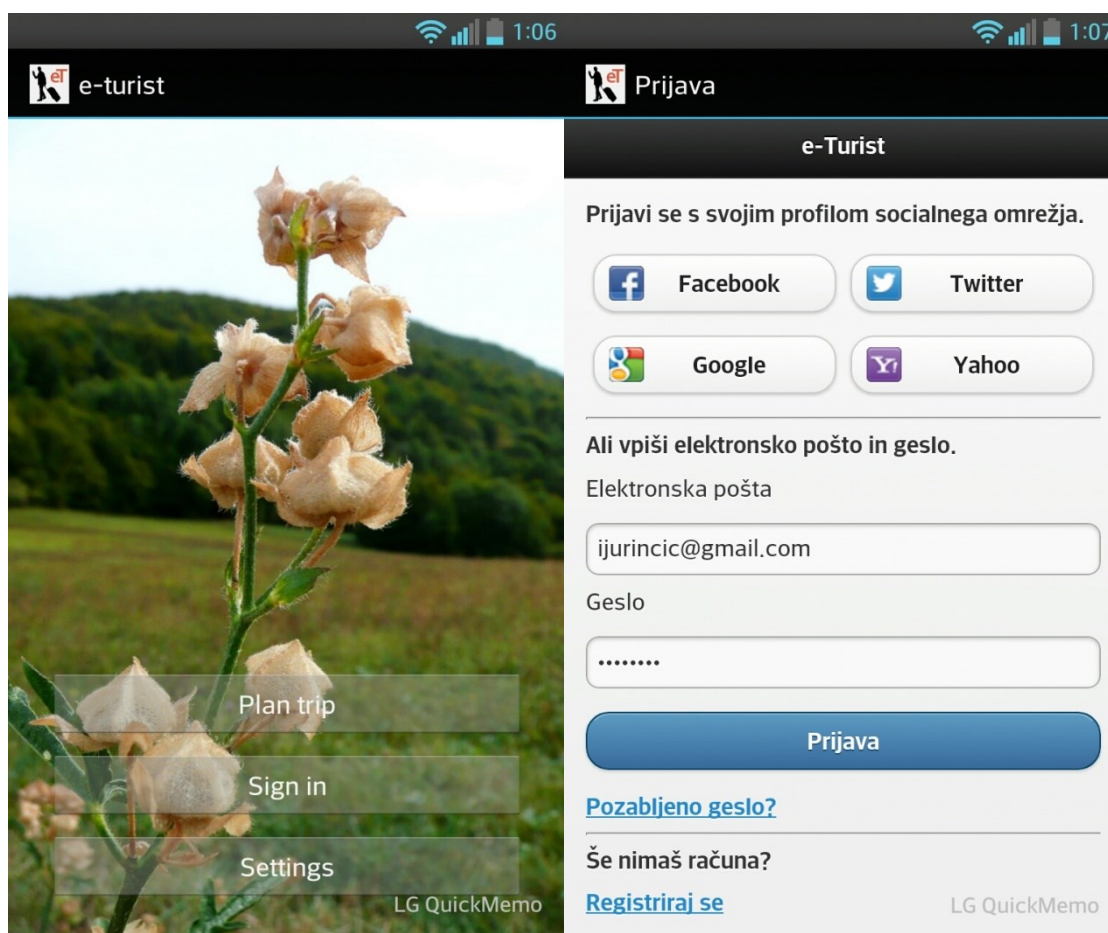 1:06
eT
e-turist
Plan trip
Sign in
Settings
LG QuickMemo
1:07
eT
Prijava
e-Turist
Prijavi se s svojim profilom socialnega omrežja.
Facebook
Twitter
Google
Yahoo
Ali vpiši elektronsko pošto in geslo.
Elektronska pošta
ijurincic@gmail.com
Geslo
........
Prijava
Pozabljeno geslo?
Še nimaš računa?
Registriraj se
LG QuickMemo